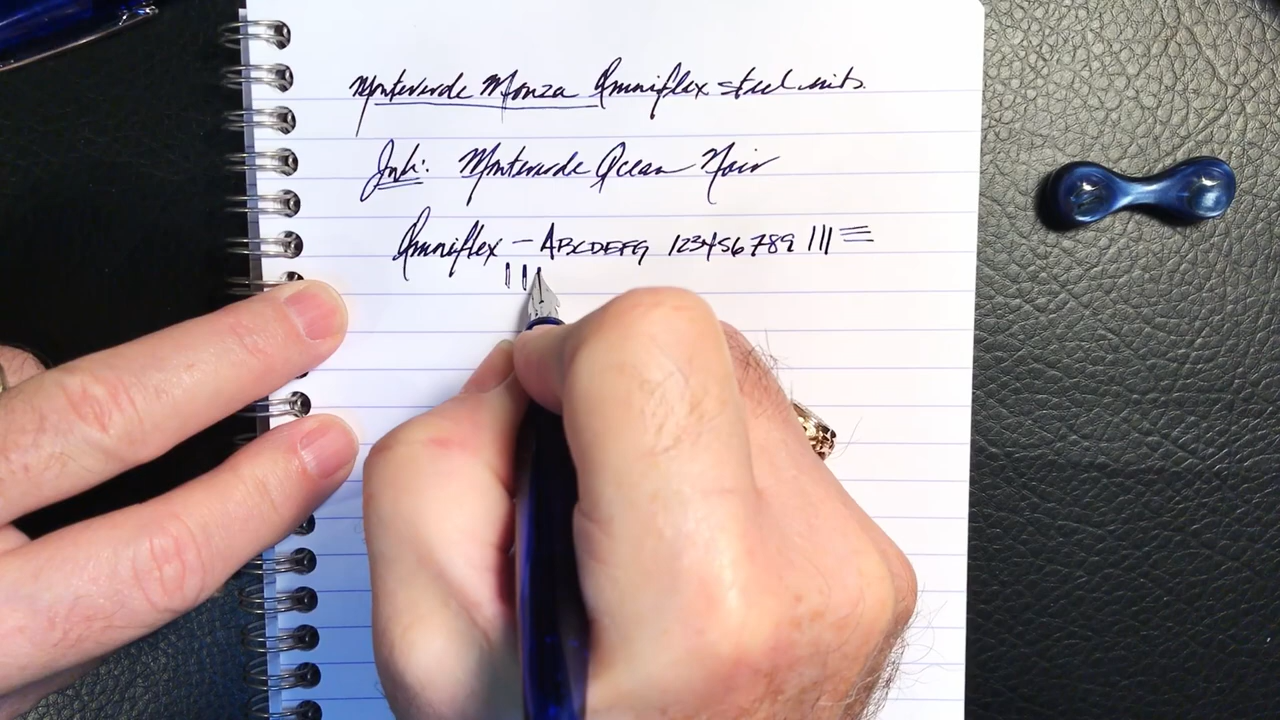 Monteverde Monza Omniflex steel nibs.
Ink: Monteverde Ocean Noir
Omniflex - ABCDEFG 123456789 ||| ≡
|||